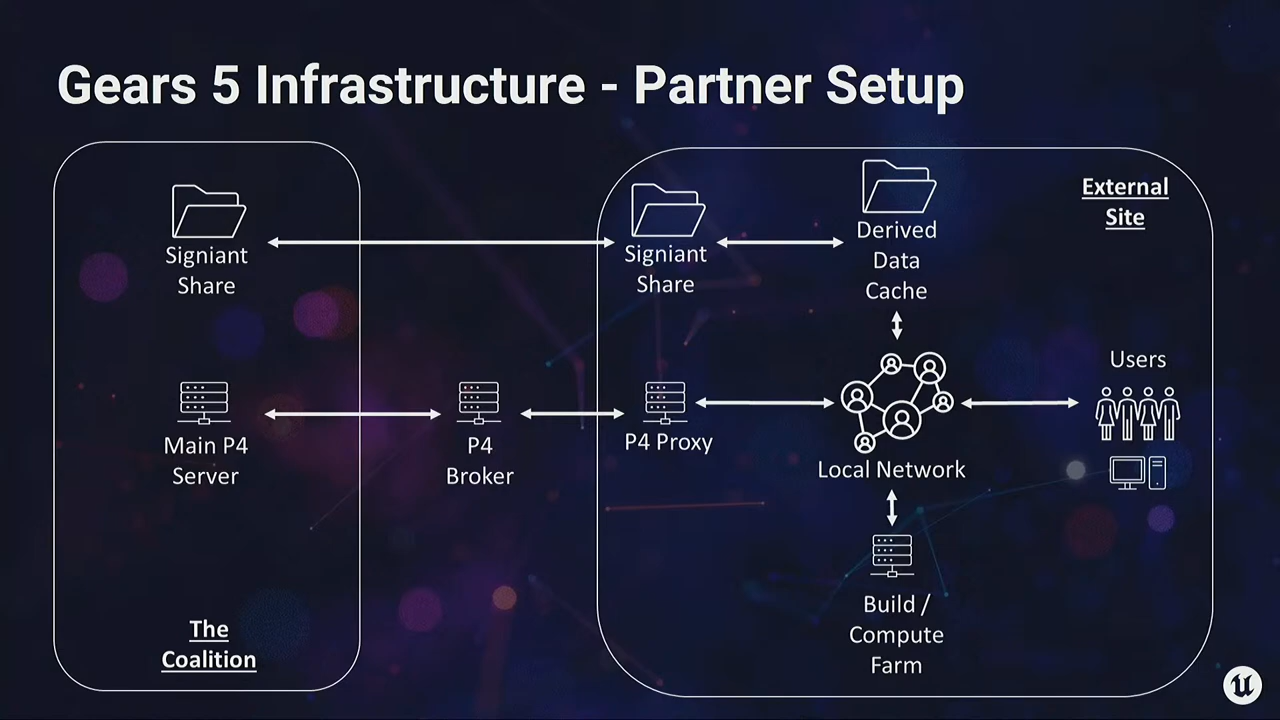 Gears 5 Infrastructure - Partner Setup
Signiant
Share
Signiant
Share
Derived
Data
Cache
External
Site
Main P4
Server
P4
Broker
P4 Proxy
Local Network
Users
Build /
Compute
Farm
The
Coalition